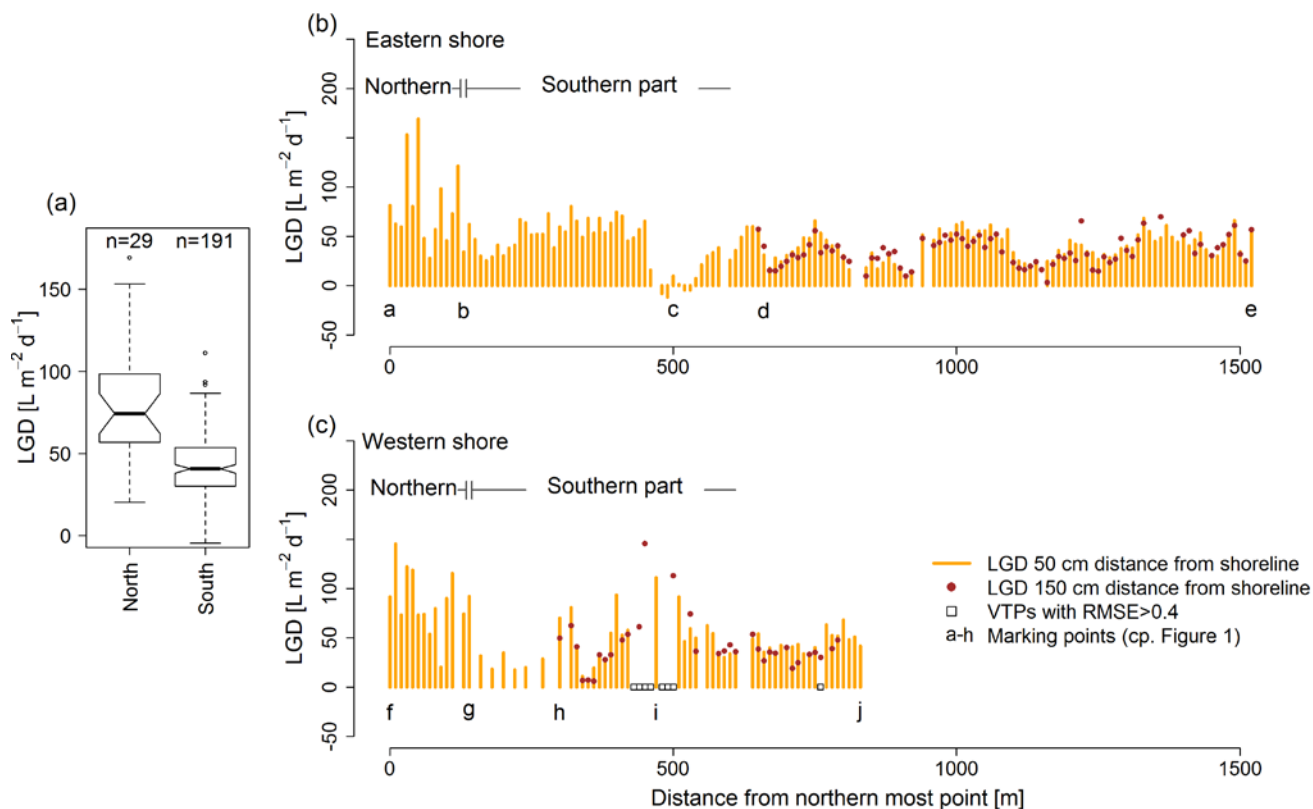 (a)
n=29 n=191
LGD [L m⁻² d⁻¹]
150
100
50
0
North
South
(b)
Eastern shore
Northern
Southern part
LGD [L m⁻² d⁻¹]
200
100
50
0
-50
a
b
c
d
e
0
500
1000
1500
(c)
Western shore
Northern
Southern part
200
100
50
0
-50
LGD [L m⁻² d⁻¹]
f
g
h
i
j
LGD 50 cm distance from shoreline
LGD 150 cm distance from shoreline
VTPs with RMSE>0.4
a-h Marking points (cp. Figure 1)
0
500
1000
1500
Distance from northern most point [m]